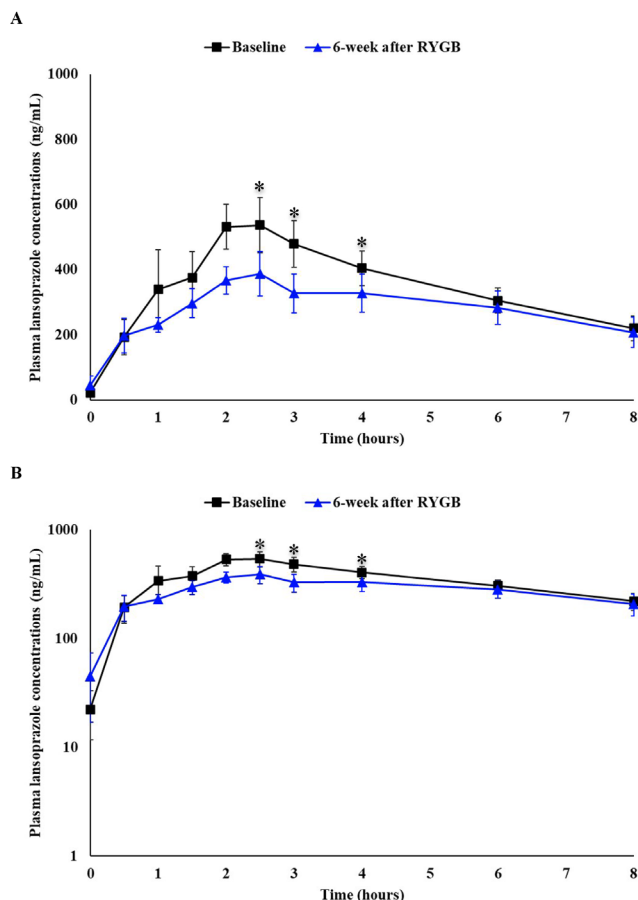 A
Baseline 6-week after RYGB
1000
800
600
400
200
0
* * *
0 1 2 3 4 5 6 7 8
Plasma lansoprazole concentrations (ng/mL)
Time (hours)
B
Baseline 6-week after RYGB
1000
100
10
1
* * *
0 1 2 3 4 5 6 7 8
Plasma lansoprazole concentrations (ng/mL)
Time (hours)